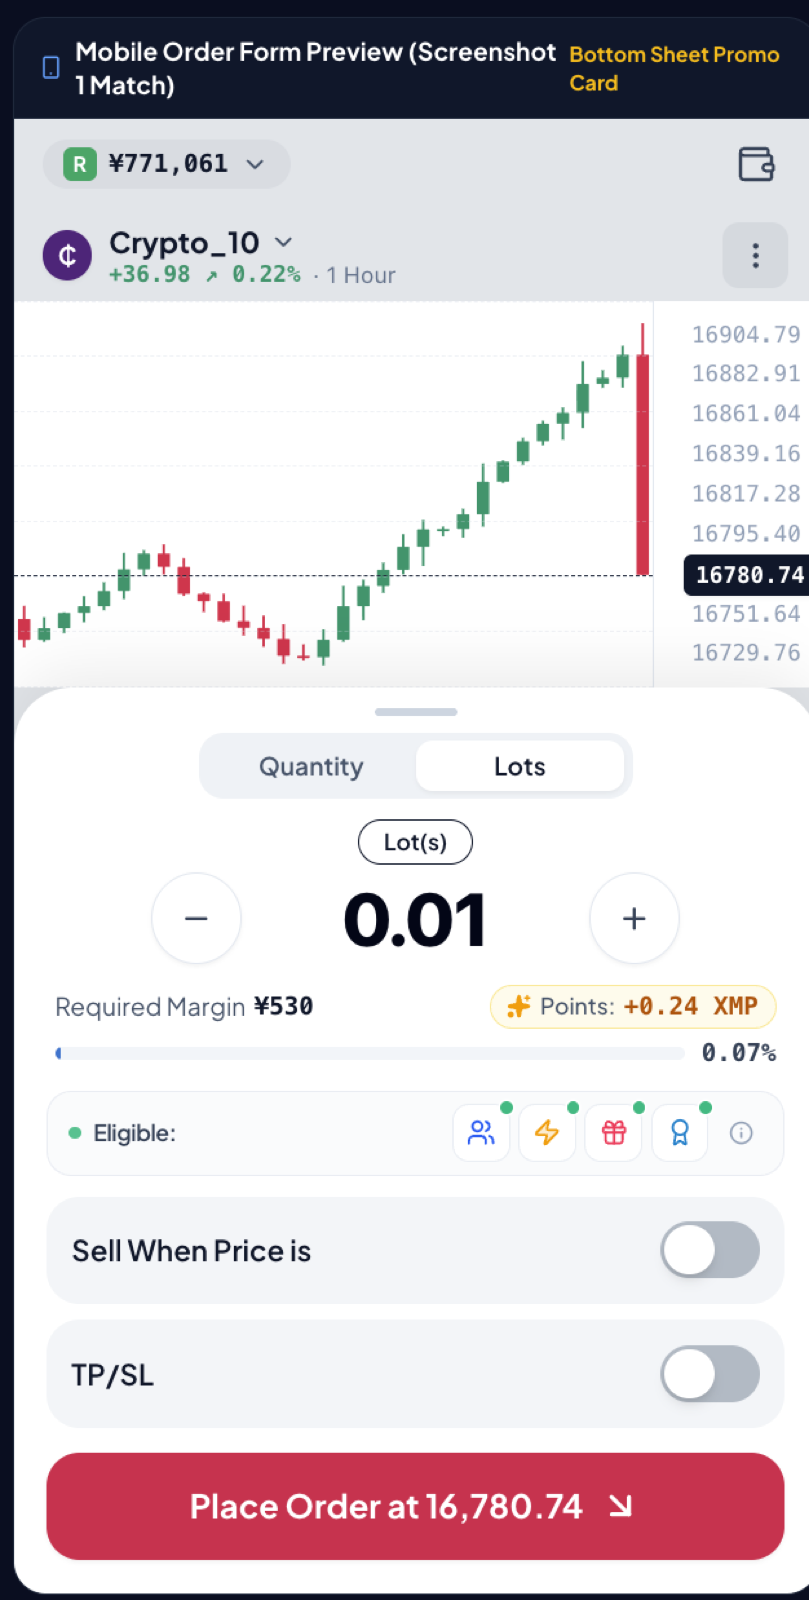 Mobile Order Form Preview (Screenshot
1 Match)
Bottom Sheet Promo
Card
R ¥771,061
₵ Crypto_10
+36.98 ↗ 0.22% · 1 Hour
16904.79
16882.91
16861.04
16839.16
16817.28
16795.40
16780.74
16751.64
16729.76
Quantity Lots
Lot(s)
− 0.01 +
Required Margin ¥530 Points: +0.24 XMP
0.07%
Eligible:
Sell When Price is
TP/SL
Place Order at 16,780.74 ↘